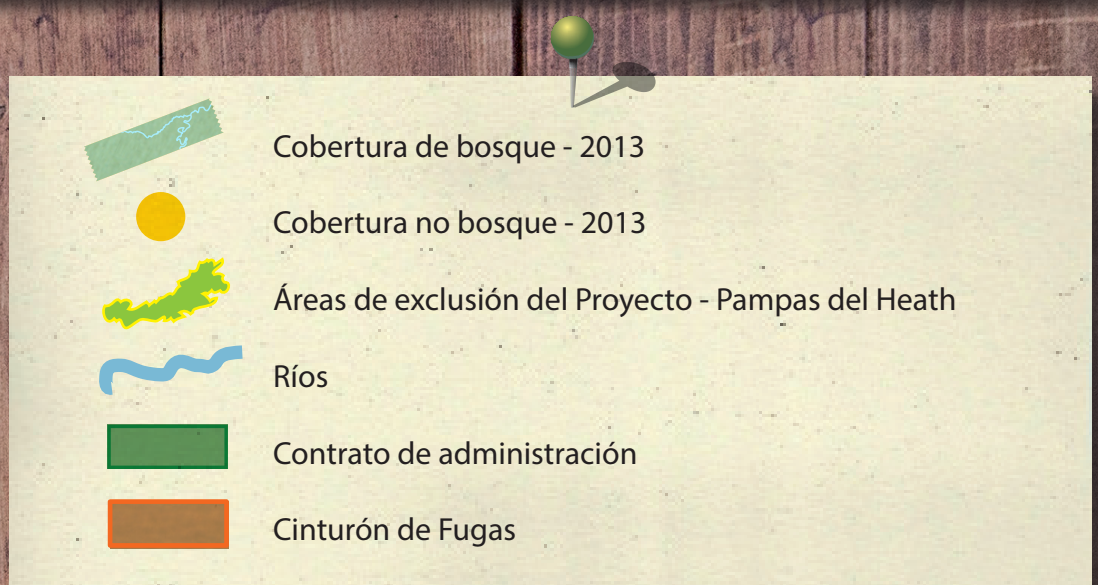 Cobertura de bosque - 2013
Cobertura no bosque - 2013
Áreas de exclusión del Proyecto - Pampas del Heath
Ríos
Contrato de administración
Cinturón de Fugas